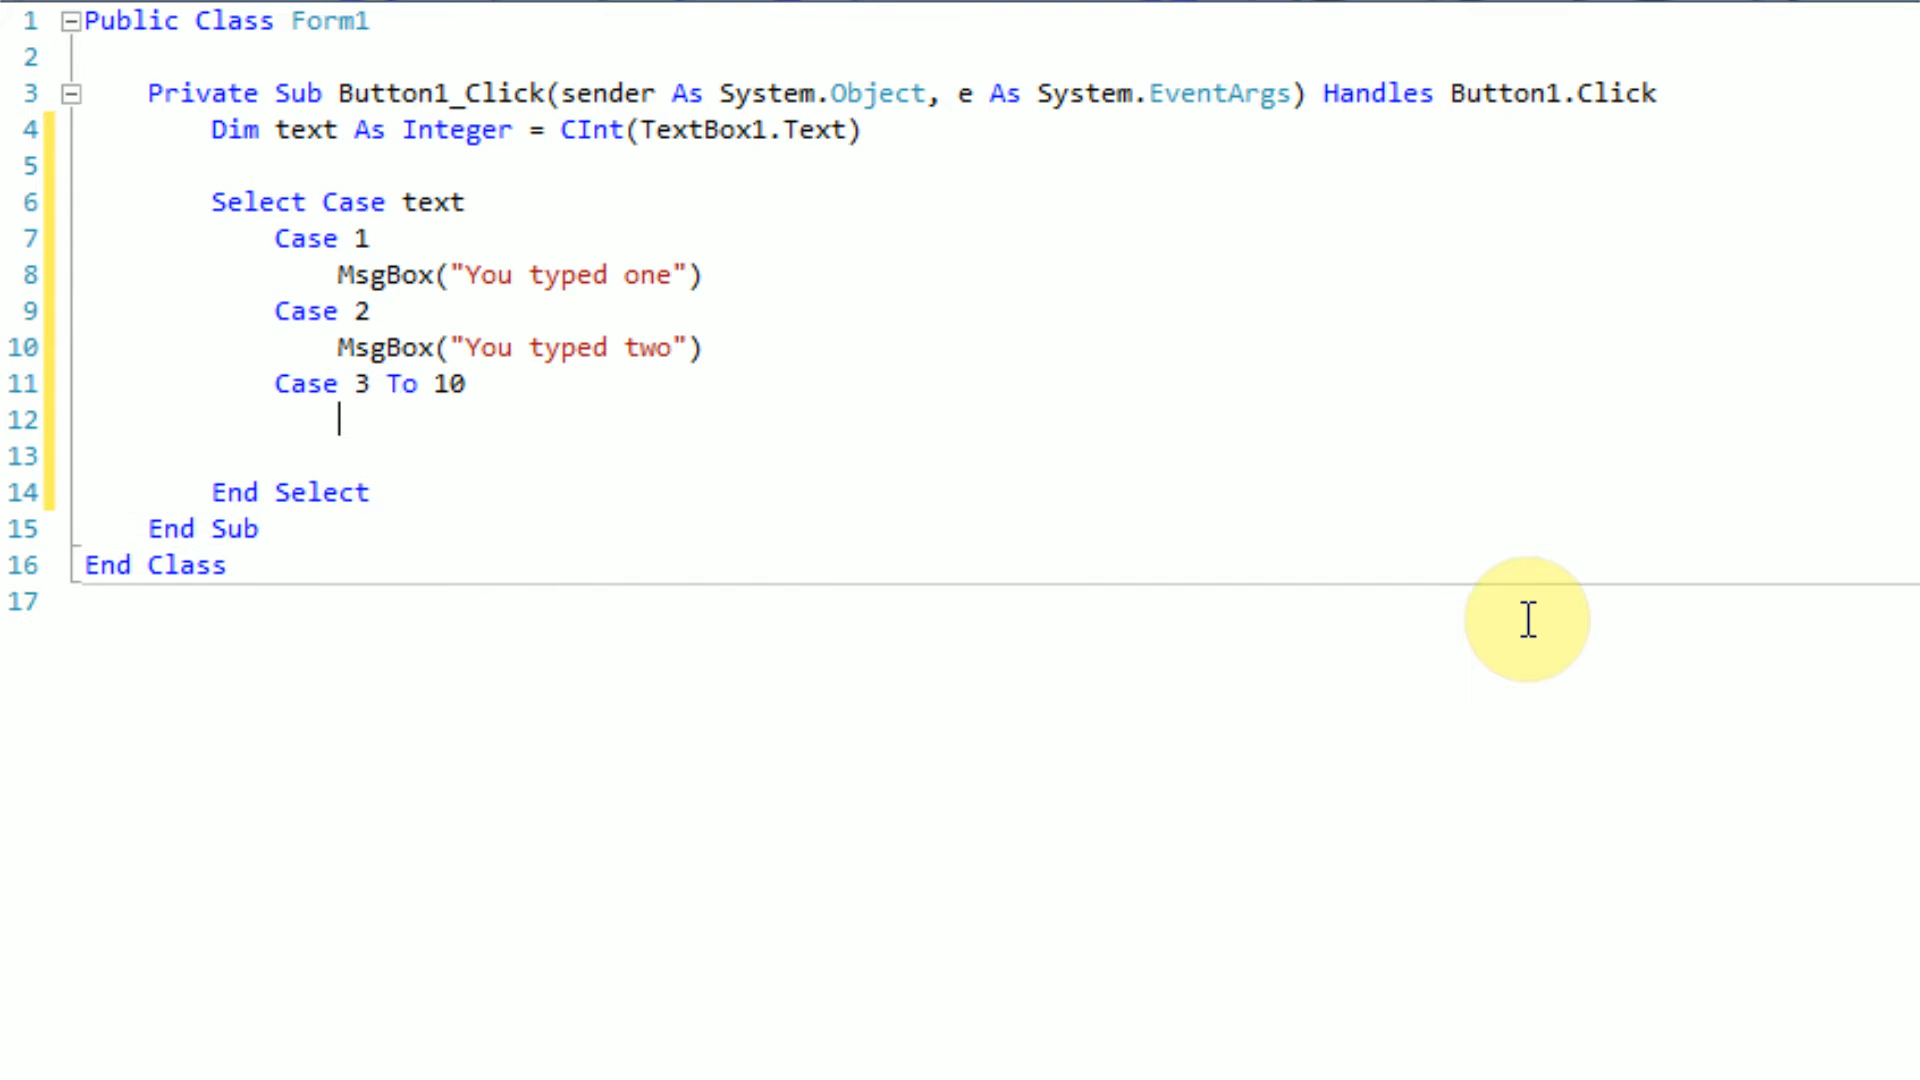 1 Public Class Form1
2
3 Private Sub Button1_Click(sender As System.Object, e As System.EventArgs) Handles Button1.Click
4 Dim text As Integer = CInt(TextBox1.Text)
5
6 Select Case text
7 Case 1
8 MsgBox("You typed one")
9 Case 2
10 MsgBox("You typed two")
11 Case 3 To 10
12
13
14 End Select
15 End Sub
16 End Class
17